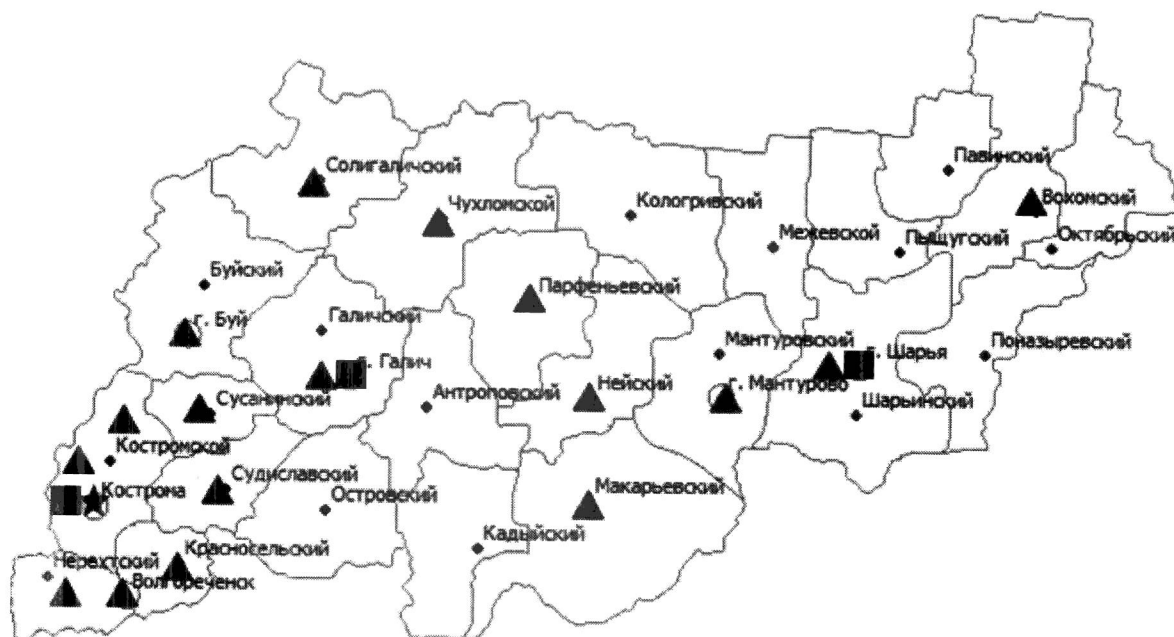 Павинский
Солигаличский
Вохомский
Чухломской
Кологривский
Межевской
Пыщугский
Октябрьский
Буйский
Парфеньевский
г. Буй
Галичский
Мантуровский
г. Шарья
Поназыревский
г. Галич
Нейский
г. Мантурово
Сусанинский
Антроповский
Шарьинский
Костромской
Судиславский
Кострома
Островский
Макарьевский
Красносельский
Кадыйский
Нерехтский
Волгореченск